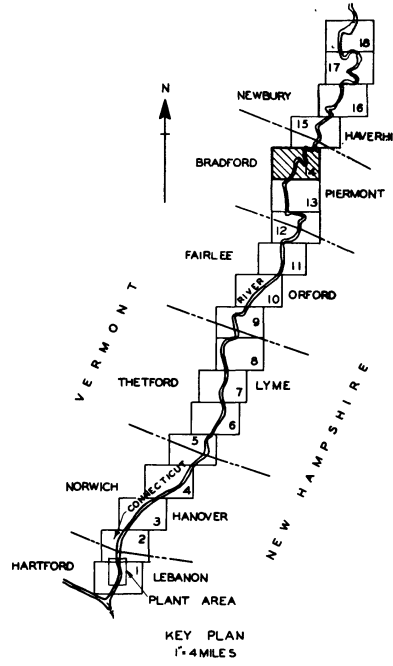 18
17
N
NEWBURY
16
15
HAVERHI
BRADFORD
14
PIERMONT
13
12
FAIRLEE
11
RIVER
ORFORD
10
9
VERMONT
8
THETFORD
7
LYME
6
NEW HAMPSHIRE
5
NORWICH
CONNECTICUT
4
3
HANOVER
2
HARTFORD
1
LEBANON
PLANT AREA
KEY PLAN
1"=4 MILES